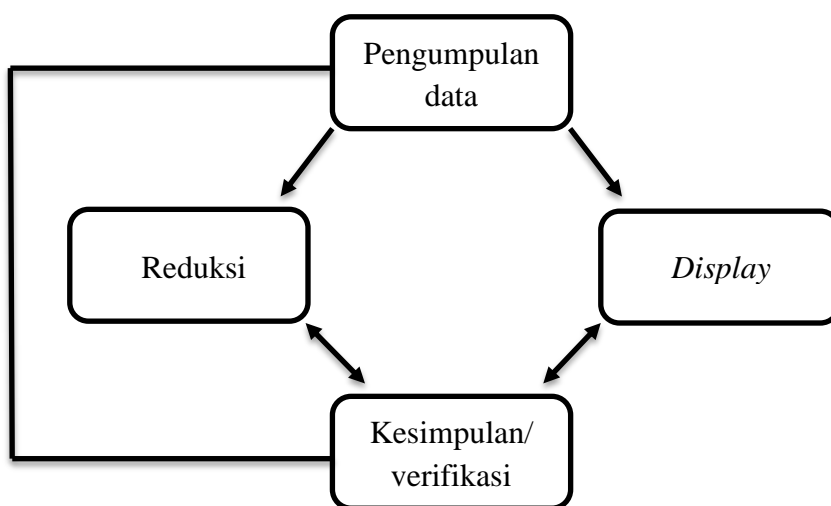 Pengumpulan
data
Reduksi
Display
Kesimpulan/
verifikasi